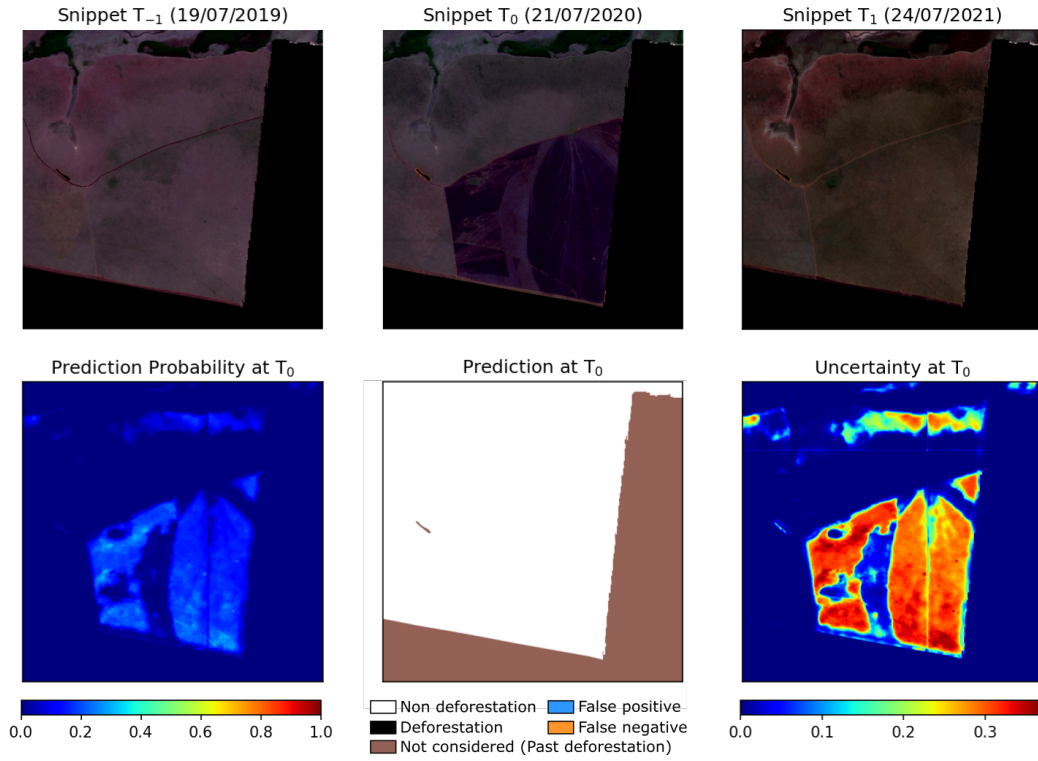 Snippet T₋₁ (19/07/2019)
Snippet T₀ (21/07/2020)
Snippet T₁ (24/07/2021)
Prediction Probability at T₀
Prediction at T₀
Uncertainty at T₀
0.0 0.2 0.4 0.6 0.8 1.0
Non deforestation
False positive
Deforestation
False negative
Not considered (Past deforestation)
0.0 0.1 0.2 0.3